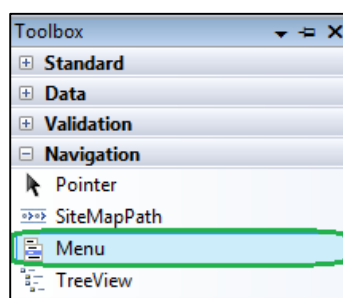 Toolbox
Standard
Data
Validation
Navigation
Pointer
SiteMapPath
Menu
TreeView